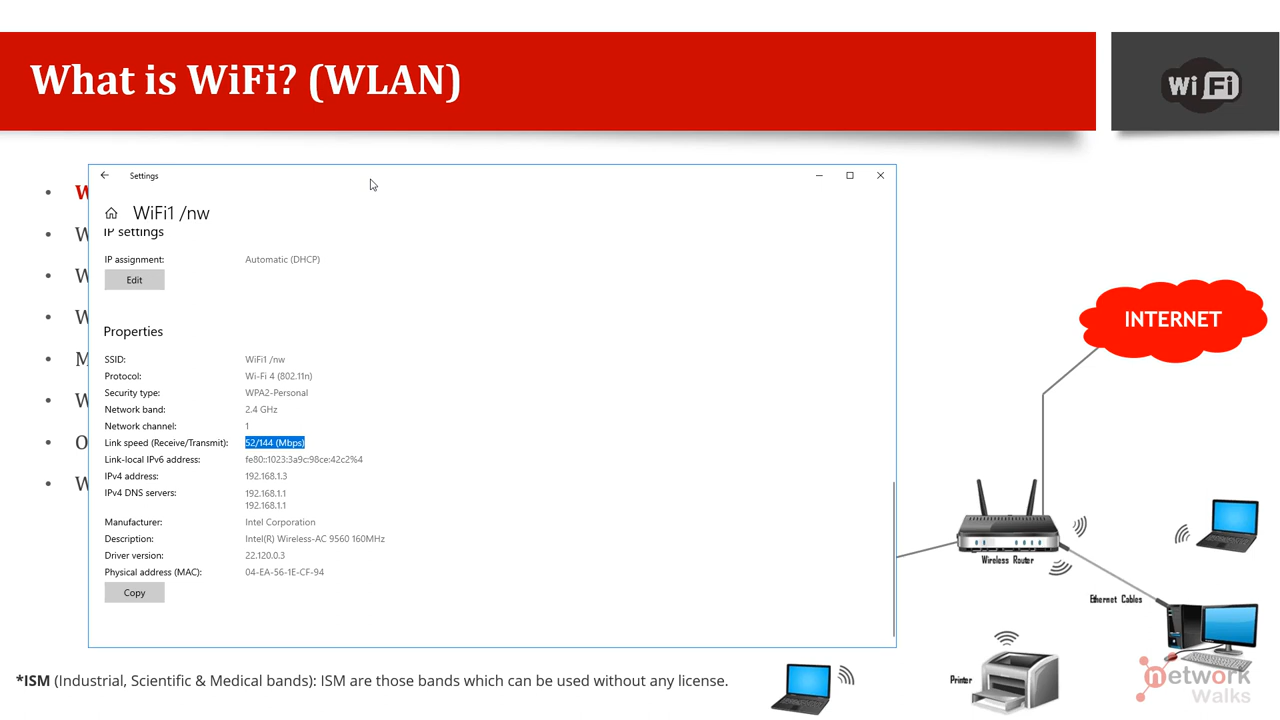 What is WiFi? (WLAN)
Wi Fi
Settings
WiFi1 /nw
IP settings
IP assignment: Automatic (DHCP)
Edit
Properties
SSID: WiFi1 /nw
Protocol: Wi-Fi 4 (802.11n)
Security type: WPA2-Personal
Network band: 2.4 GHz
Network channel: 1
Link speed (Receive/Transmit): 52/144 (Mbps)
Link-local IPv6 address: fe80::1023:3a9c:98ce:42c2%4
IPv4 address: 192.168.1.3
IPv4 DNS servers: 192.168.1.1
192.168.1.1
Manufacturer: Intel Corporation
Description: Intel(R) Wireless-AC 9560 160MHz
Driver version: 22.120.0.3
Physical address (MAC): 04-EA-56-1E-CF-94
Copy
INTERNET
Wireless Router
Ethernet Cables
Printer
*ISM (Industrial, Scientific & Medical bands): ISM are those bands which can be used without any license.
network
Walks